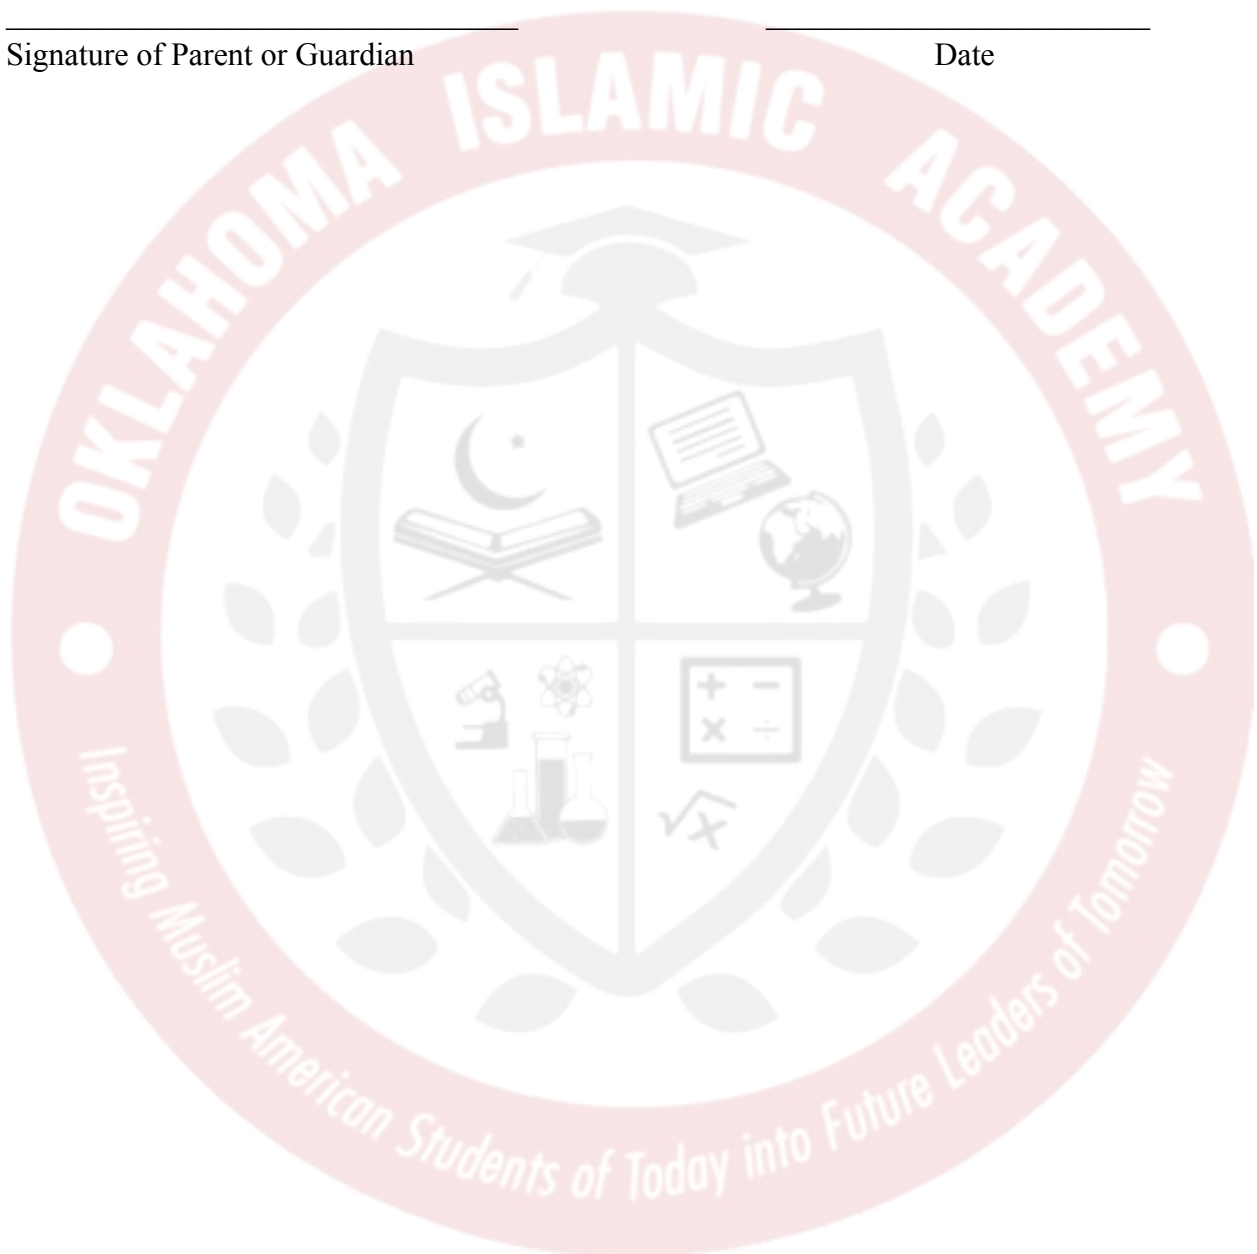 Signature of Parent or Guardian Date
OKLAHOMA ISLAMIC ACADEMY
+ −
× ÷
√x
Inspiring Muslim American Students of Today into Future Leaders of Tomorrow